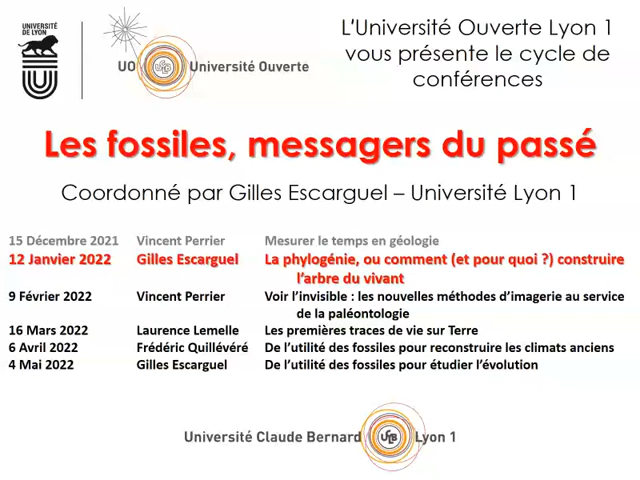 UNIVERSITÉ
DE LYON
UO
UCB
Université Ouverte
L'Université Ouverte Lyon 1
vous présente le cycle de
conférences
Les fossiles, messagers du passé
Coordonné par Gilles Escarguel – Université Lyon 1
15 Décembre 2021 Vincent Perrier Mesurer le temps en géologie
12 Janvier 2022 Gilles Escarguel La phylogénie, ou comment (et pour quoi ?) construire
l'arbre du vivant
9 Février 2022 Vincent Perrier Voir l'invisible : les nouvelles méthodes d'imagerie au service
de la paléontologie
16 Mars 2022 Laurence Lemelle Les premières traces de vie sur Terre
6 Avril 2022 Frédéric Quillévéré De l'utilité des fossiles pour reconstruire les climats anciens
4 Mai 2022 Gilles Escarguel De l'utilité des fossiles pour étudier l'évolution
Université Claude Bernard UCB Lyon 1